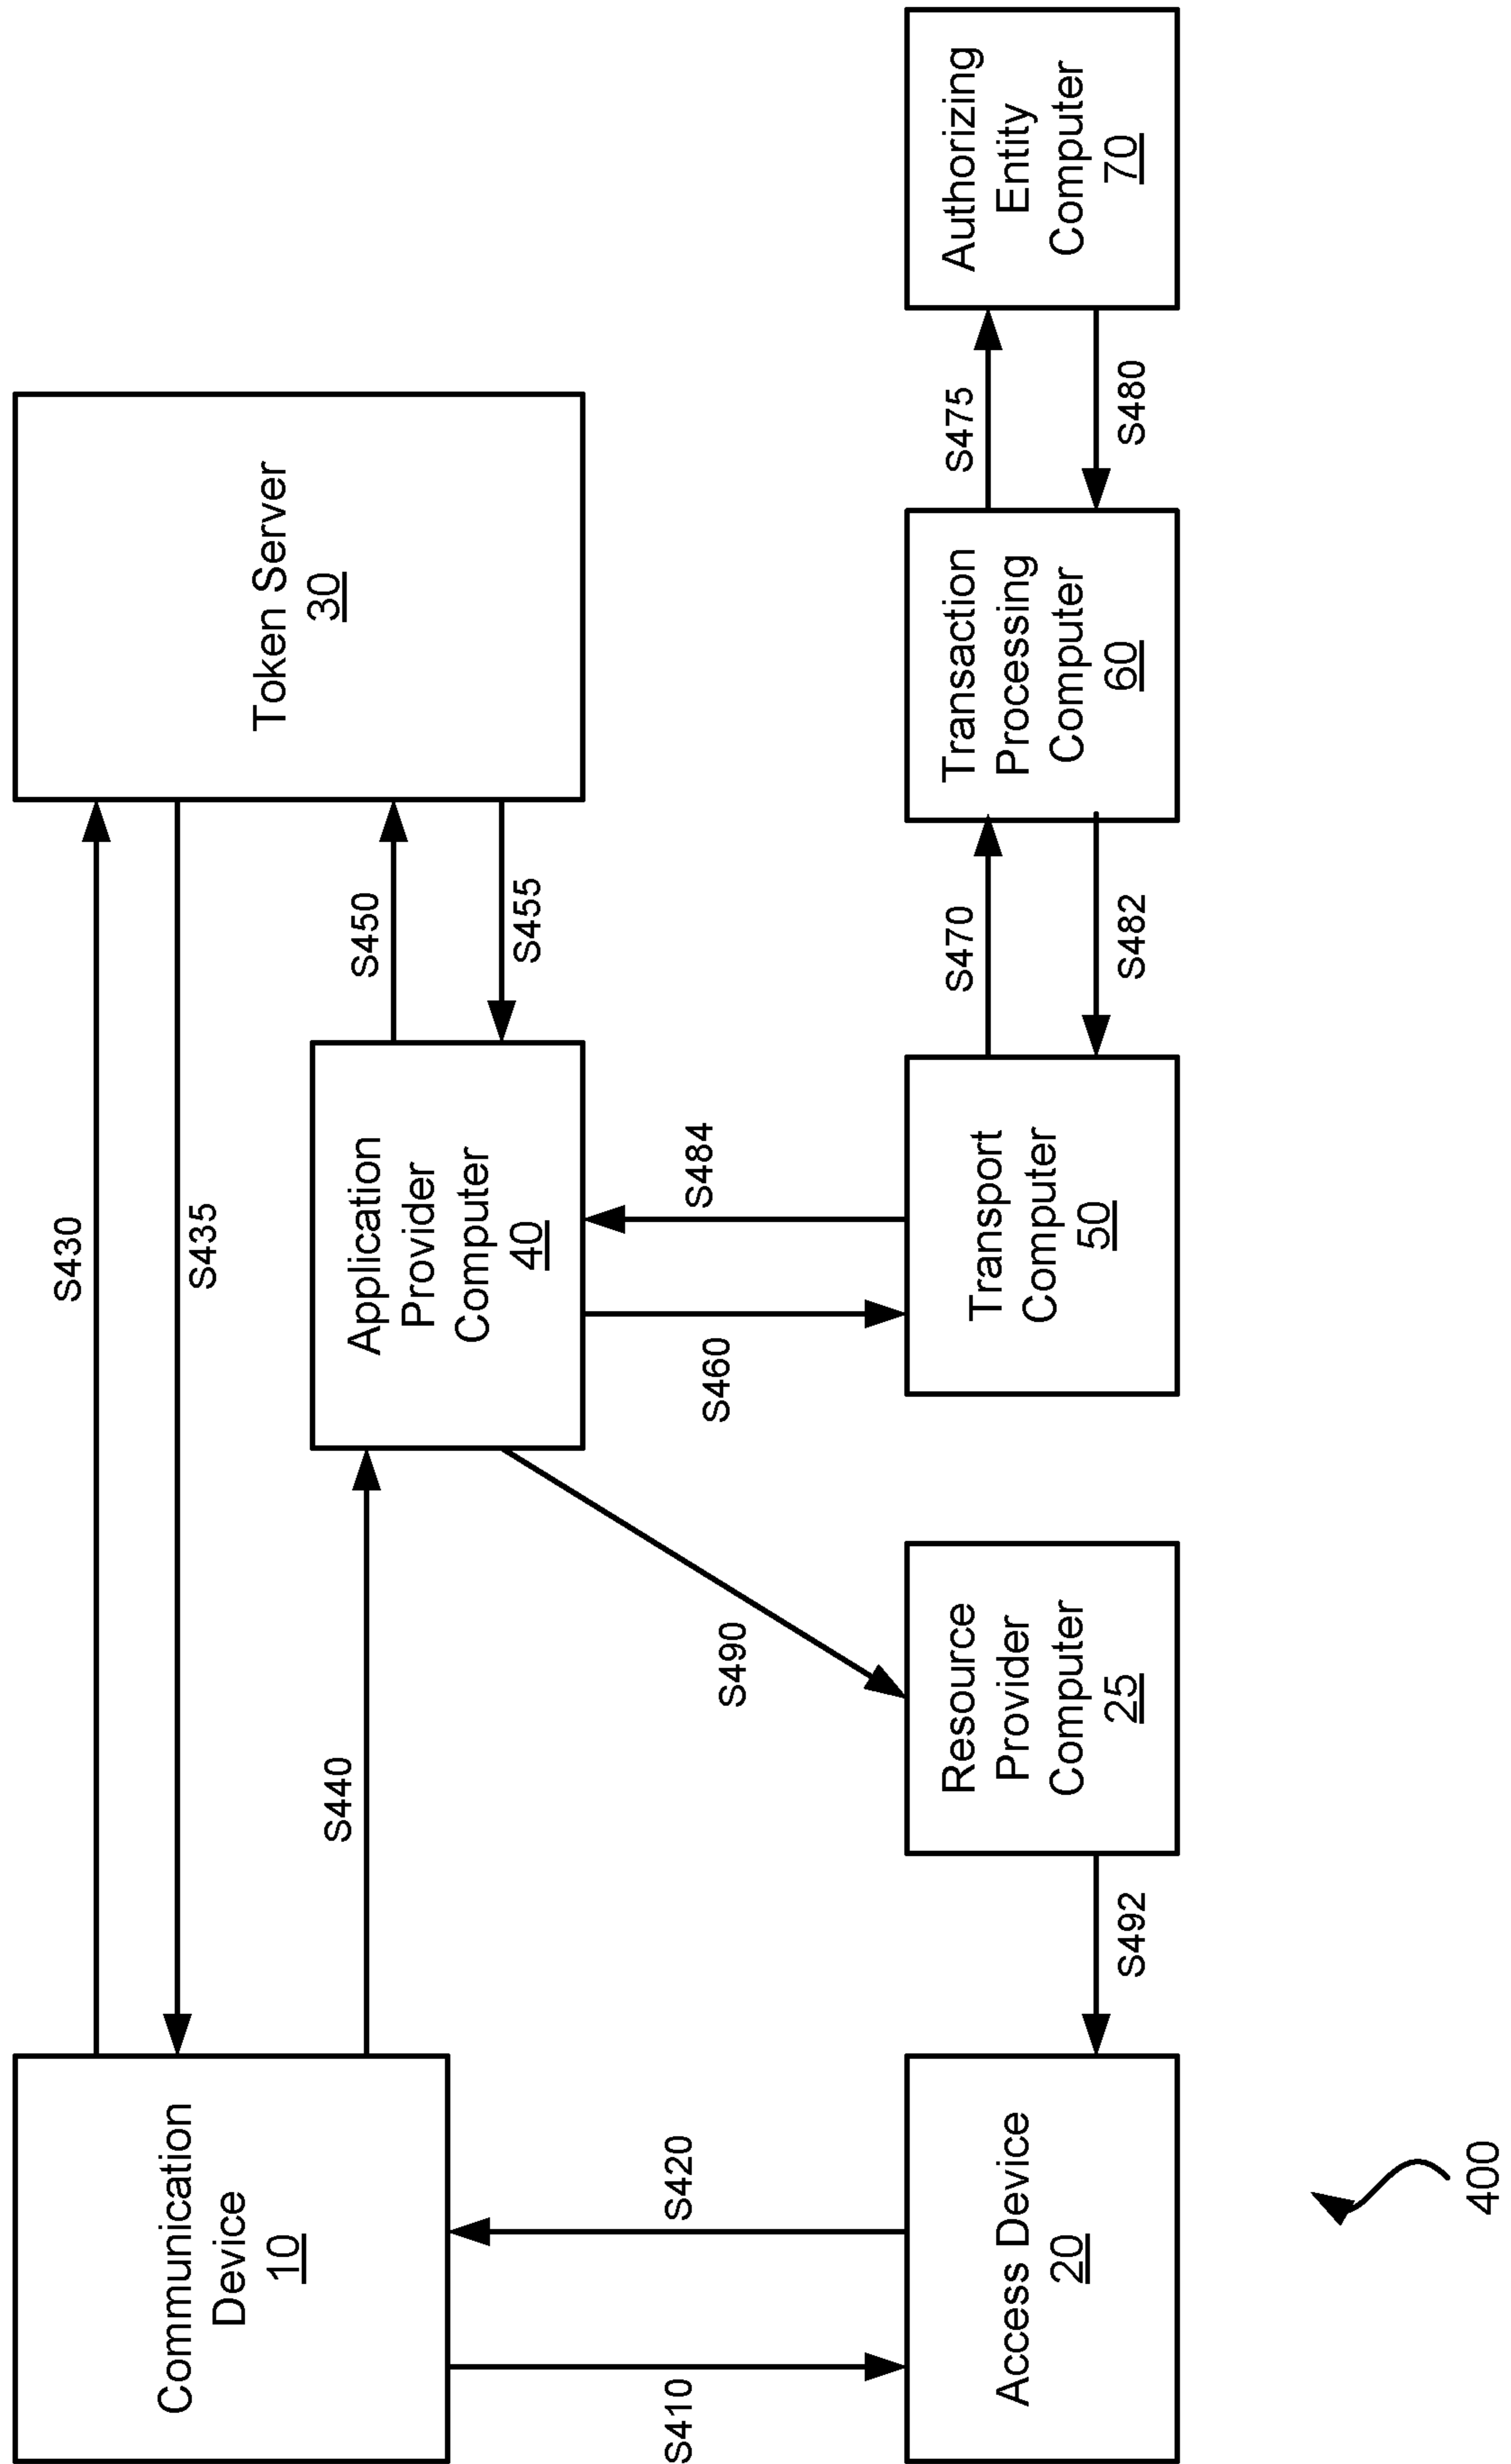 Communication
Device
10
S430
S435
Token Server
30
S440
Application
Provider
Computer
40
S450
S455
S410
S420
S490
S460
S484
Access Device
20
S492
Resource
Provider
Computer
25
Transport
Computer
50
S470
S482
Transaction
Processing
Computer
60
S475
S480
Authorizing
Entity
Computer
70
400